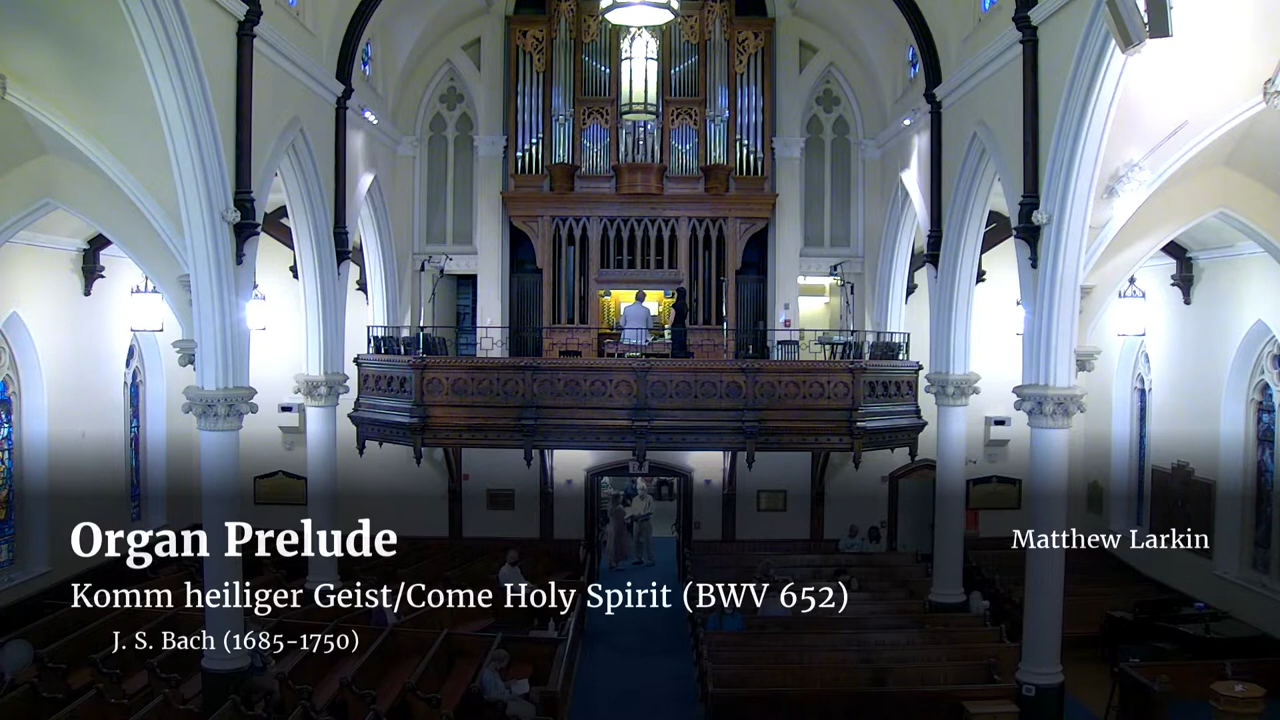 Organ Prelude
Matthew Larkin
Komm heiliger Geist/Come Holy Spirit (BWV 652)
J. S. Bach (1685-1750)